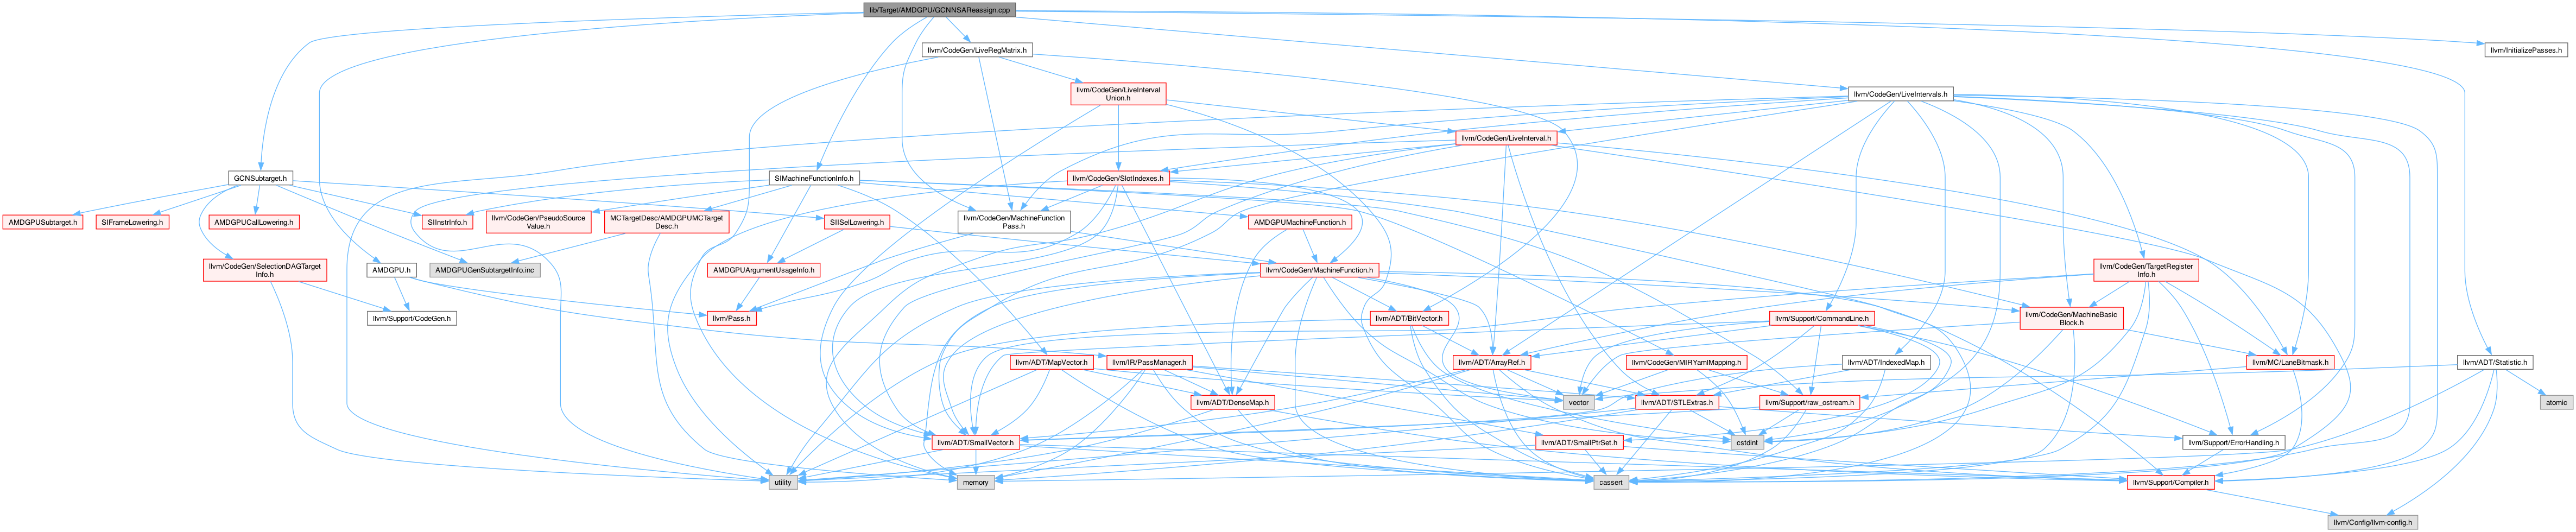 lib/Target/AMDGPU/GCNNSAReassign.cpp
llvm/CodeGen/LiveRegMatrix.h
llvm/InitializePasses.h
llvm/CodeGen/LiveInterval
Union.h
llvm/CodeGen/LiveIntervals.h
llvm/CodeGen/LiveInterval.h
GCNSubtarget.h
SIMachineFunctionInfo.h
llvm/CodeGen/SlotIndexes.h
AMDGPUSubtarget.h
SIFrameLowering.h
AMDGPUCallLowering.h
SIInstrInfo.h
llvm/CodeGen/PseudoSource
Value.h
MCTargetDesc/AMDGPUMCTarget
Desc.h
SIISelLowering.h
llvm/CodeGen/MachineFunction
Pass.h
AMDGPUMachineFunction.h
llvm/CodeGen/SelectionDAGTarget
Info.h
AMDGPU.h
AMDGPUGenSubtargetInfo.inc
AMDGPUArgumentUsageInfo.h
llvm/CodeGen/MachineFunction.h
llvm/CodeGen/TargetRegister
Info.h
llvm/Support/CodeGen.h
llvm/Pass.h
llvm/ADT/BitVector.h
llvm/Support/CommandLine.h
llvm/CodeGen/MachineBasic
Block.h
llvm/ADT/MapVector.h
llvm/IR/PassManager.h
llvm/ADT/ArrayRef.h
llvm/CodeGen/MIRYamlMapping.h
llvm/ADT/IndexedMap.h
llvm/MC/LaneBitmask.h
llvm/ADT/Statistic.h
llvm/ADT/DenseMap.h
vector
llvm/ADT/STLExtras.h
llvm/Support/raw_ostream.h
atomic
llvm/ADT/SmallVector.h
llvm/ADT/SmallPtrSet.h
cstdint
llvm/Support/ErrorHandling.h
utility
memory
cassert
llvm/Support/Compiler.h
llvm/Config/llvm-config.h